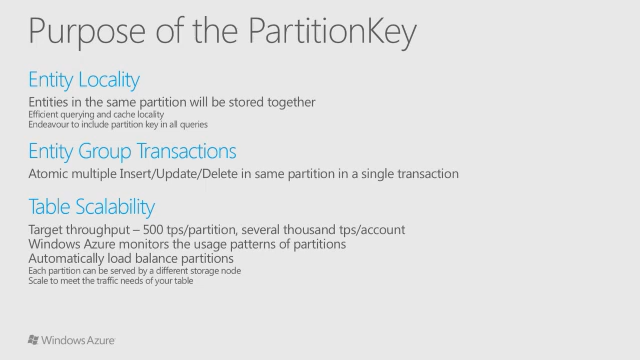 Purpose of the PartitionKey
Entity Locality
Entities in the same partition will be stored together
Efficient querying and cache locality
Endeavour to include partition key in all queries
Entity Group Transactions
Atomic multiple Insert/Update/Delete in same partition in a single transaction
Table Scalability
Target throughput – 500 tps/partition, several thousand tps/account
Windows Azure monitors the usage patterns of partitions
Automatically load balance partitions
Each partition can be served by a different storage node
Scale to meet the traffic needs of your table
Windows Azure